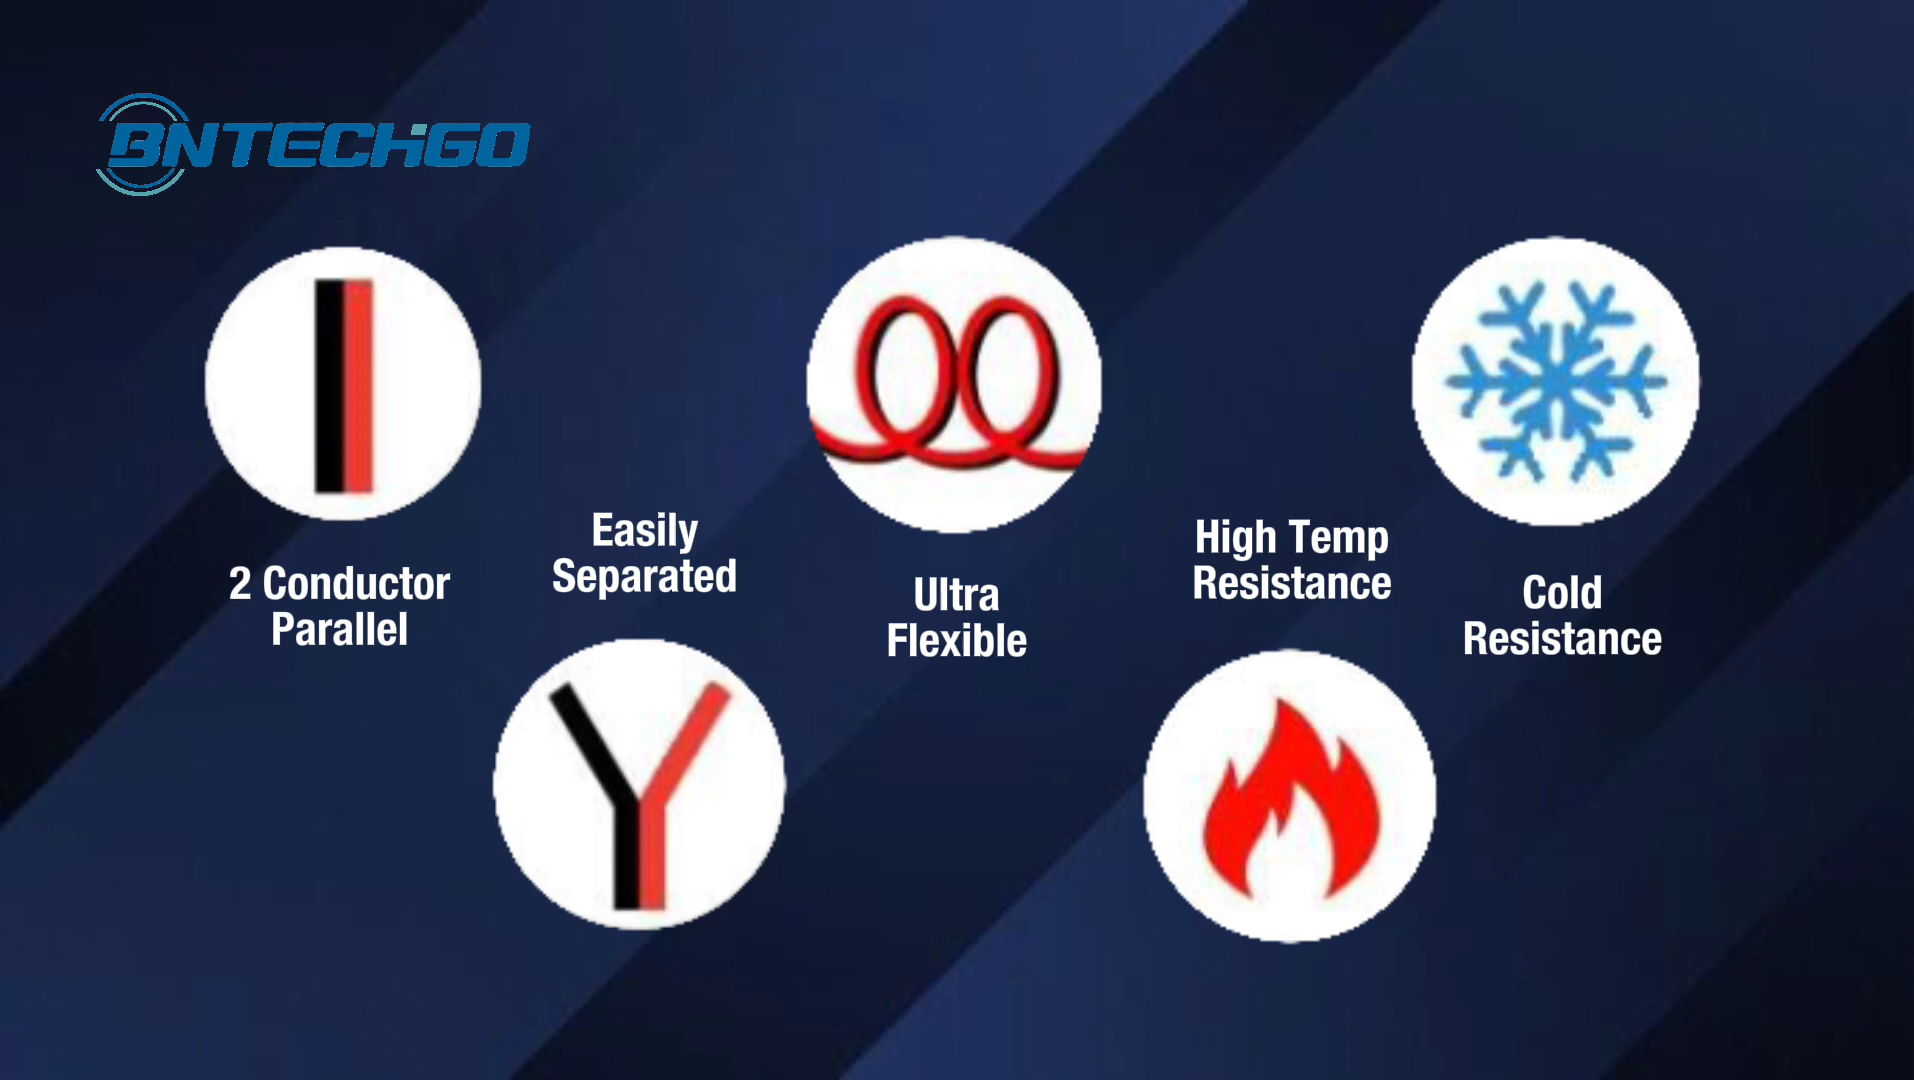 BNTECHGO
2 Conductor
Parallel
Easily
Separated
Ultra
Flexible
High Temp
Resistance
Cold
Resistance